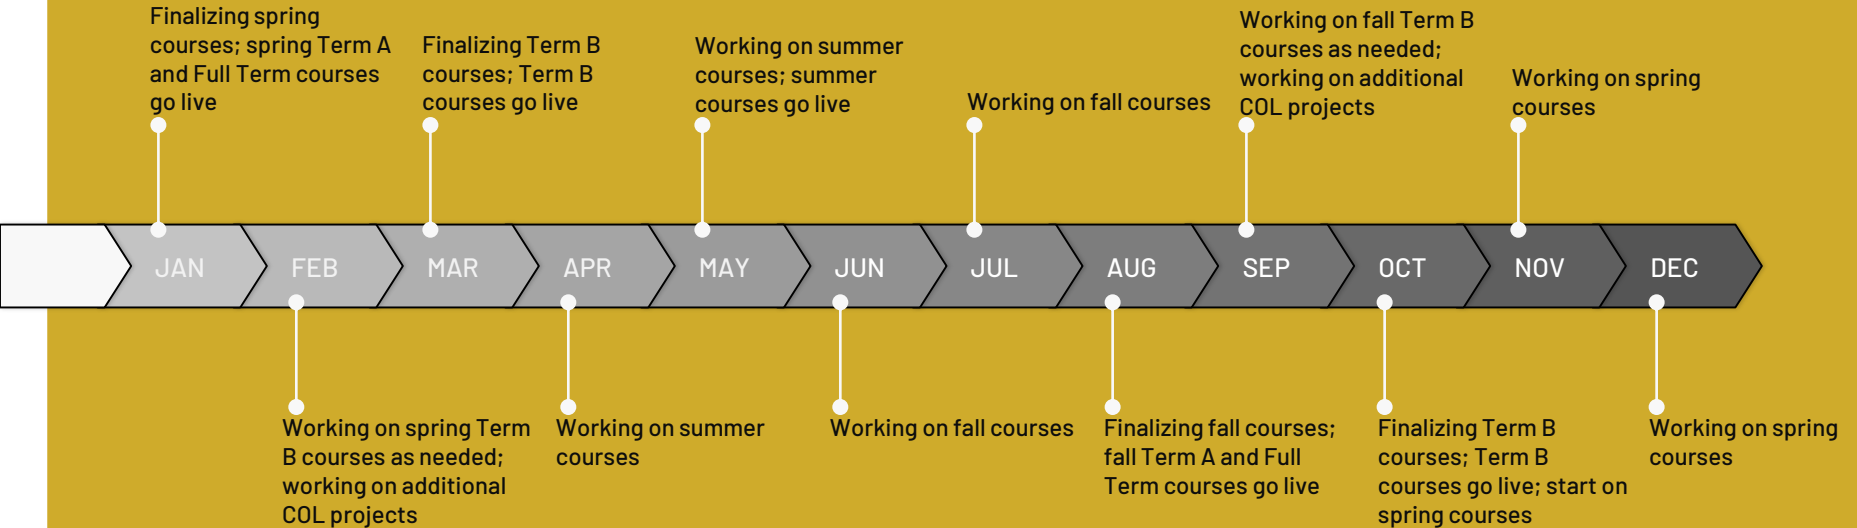 Finalizing spring
courses; spring Term A
and Full Term courses
go live
Finalizing Term B
courses; Term B
courses go live
Working on summer
courses; summer
courses go live
Working on fall courses
Working on fall Term B
courses as needed;
working on additional
COL projects
Working on spring
courses
JAN
FEB
MAR
APR
MAY
JUN
JUL
AUG
SEP
OCT
NOV
DEC
Working on spring Term
B courses as needed;
working on additional
COL projects
Working on summer
courses
Working on fall courses
Finalizing fall courses;
fall Term A and Full
Term courses go live
Finalizing Term B
courses; Term B
courses go live; start on
spring courses
Working on spring
courses